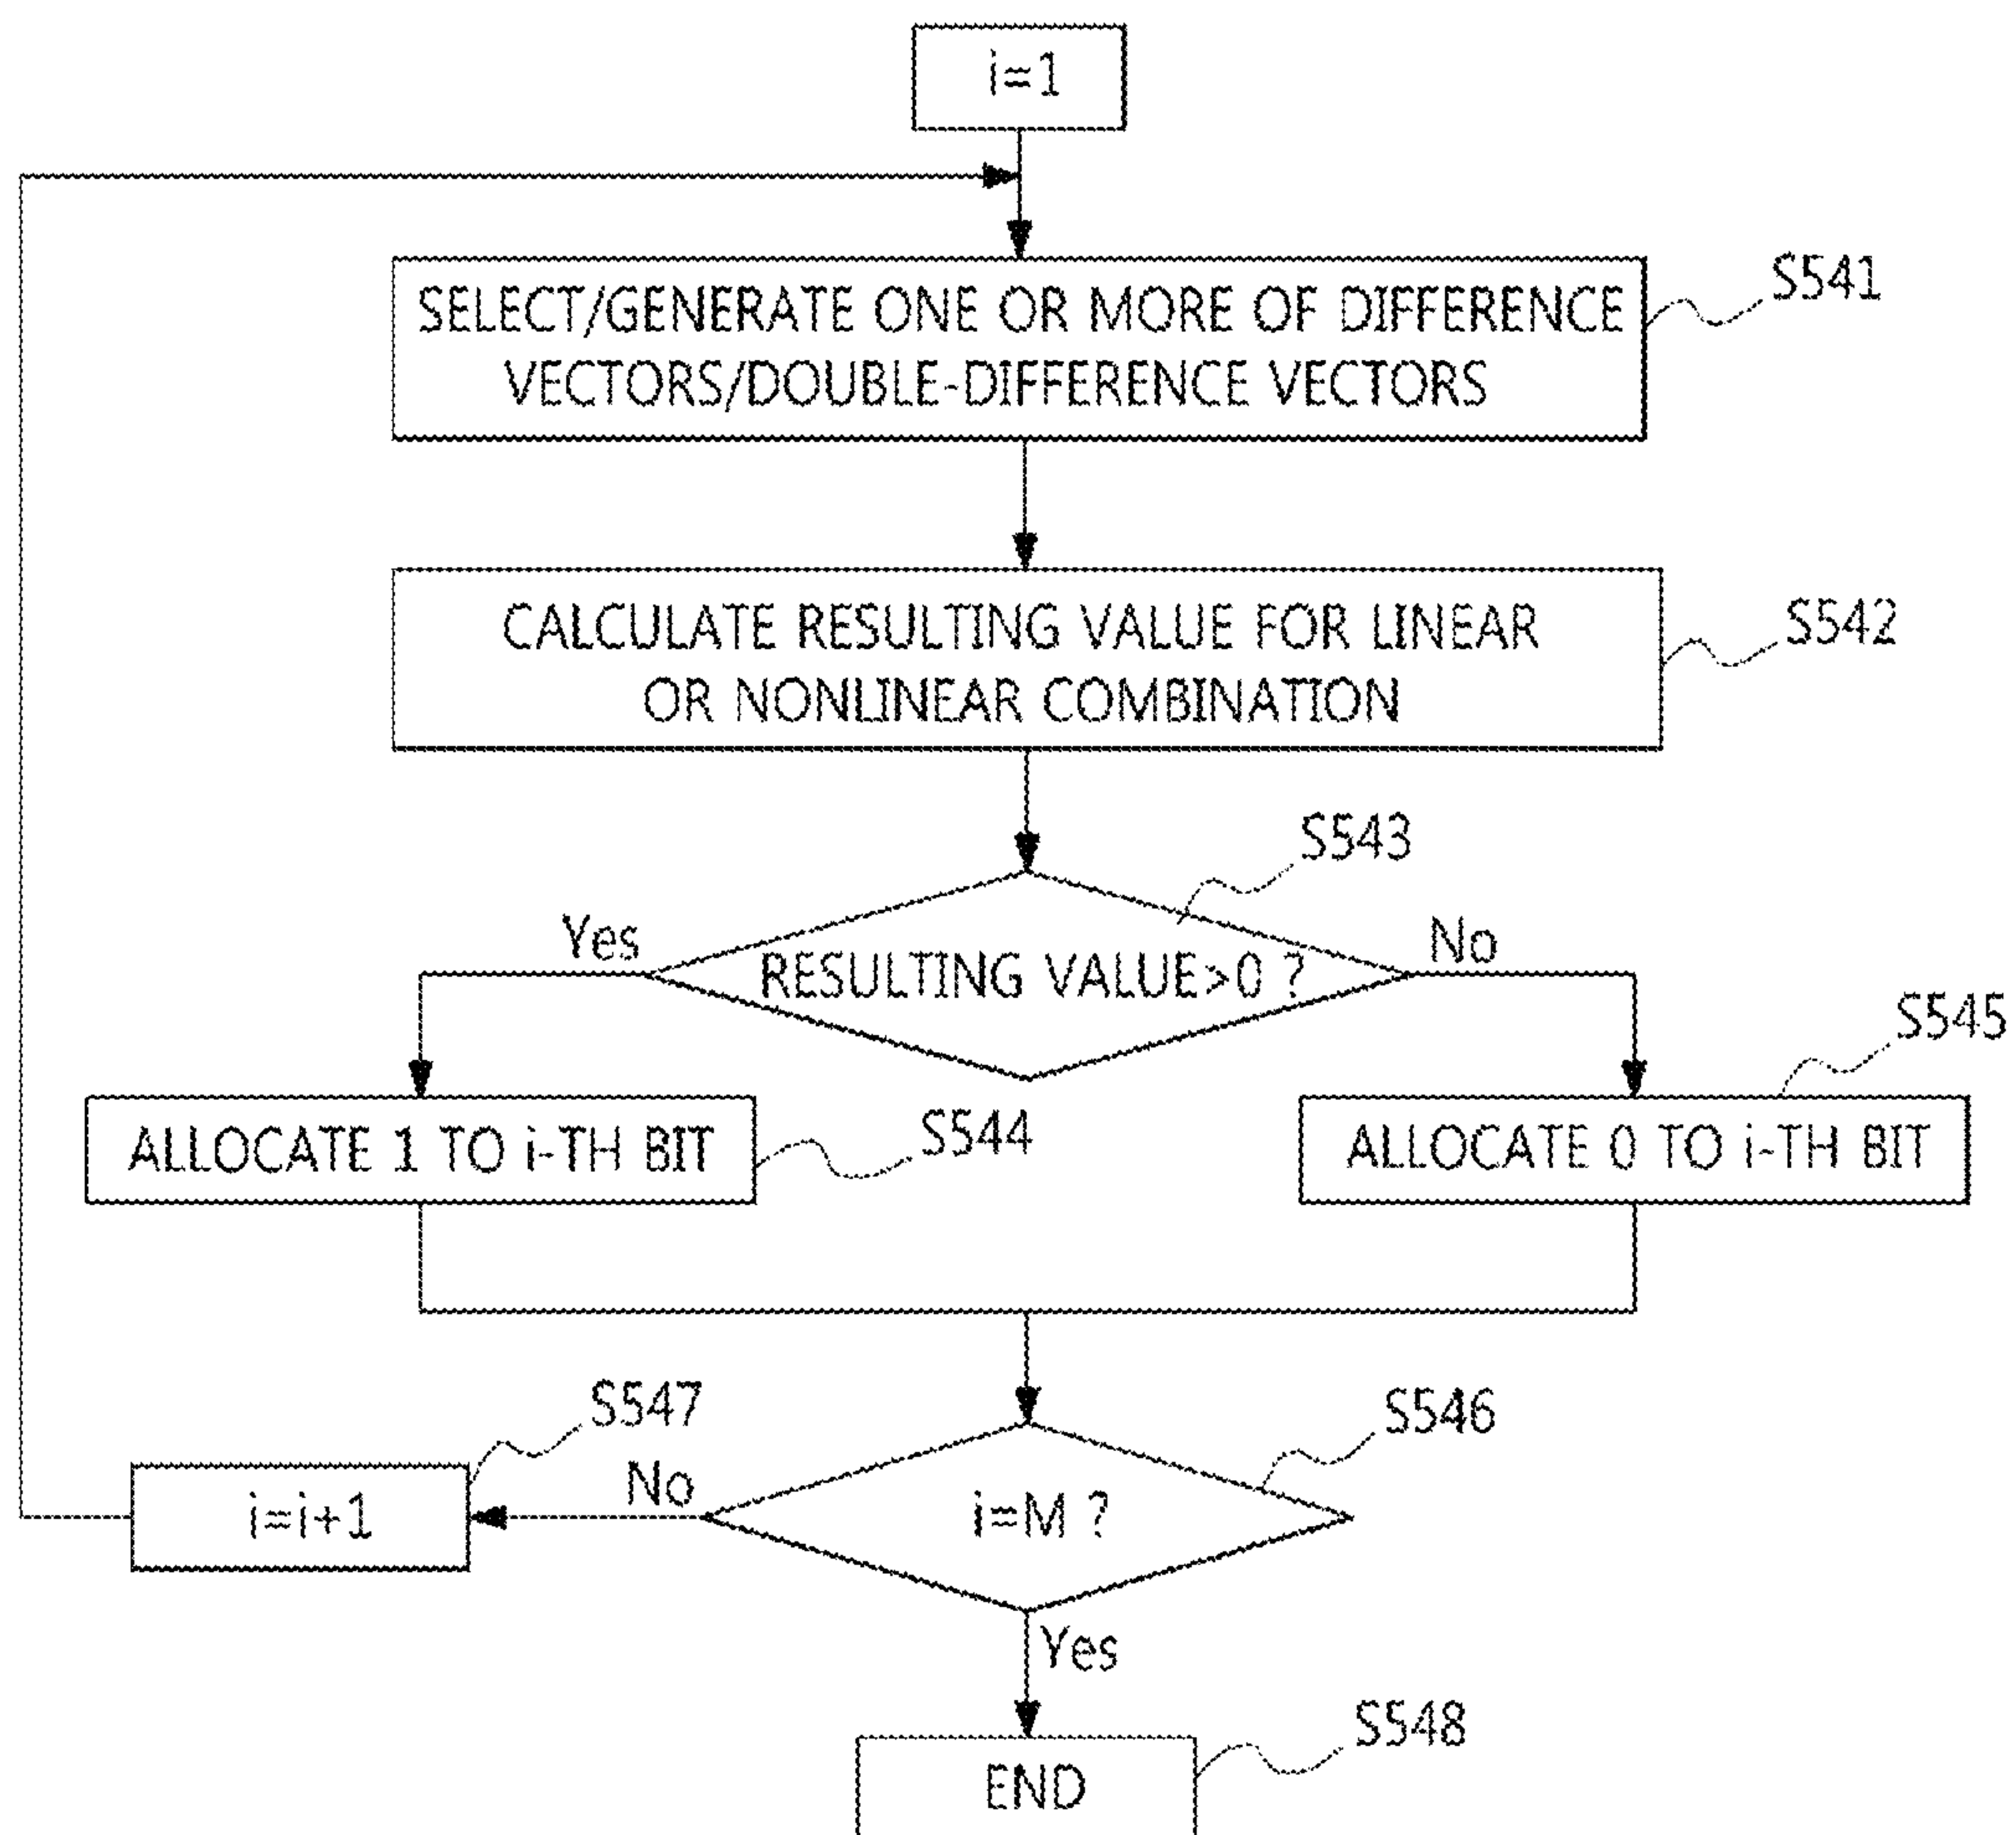 i=1
SELECT/GENERATE ONE OR MORE OF DIFFERENCE
VECTORS/DOUBLE-DIFFERENCE VECTORS
S541
CALCULATE RESULTING VALUE FOR LINEAR
OR NONLINEAR COMBINATION
S542
S543
Yes
RESULTING VALUE>0 ?
No
S545
ALLOCATE 1 TO i-TH BIT
S544
ALLOCATE 0 TO i-TH BIT
S547
S546
i=i+1
No
i=M ?
Yes
S548
END